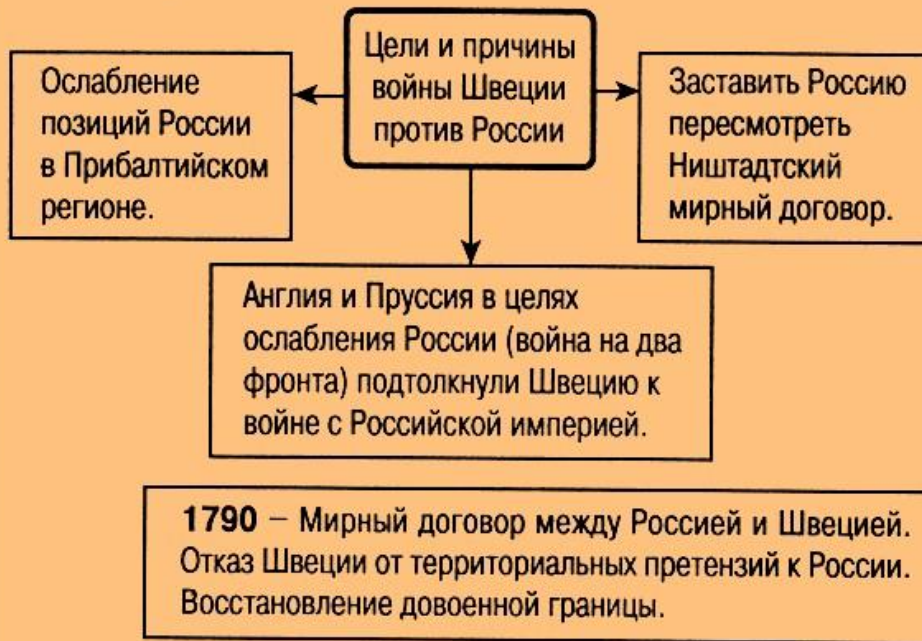 Цели и причины
войны Швеции
против России
Ослабление
позиций России
в Прибалтийском
регионе.
Заставить Россию
пересмотреть
Ништадтский
мирный договор.
Англия и Пруссия в целях
ослабления России (война на два
фронта) подтолкнули Швецию к
войне с Российской империей.
1790 – Мирный договор между Россией и Швецией.
Отказ Швеции от территориальных претензий к России.
Восстановление довоенной границы.